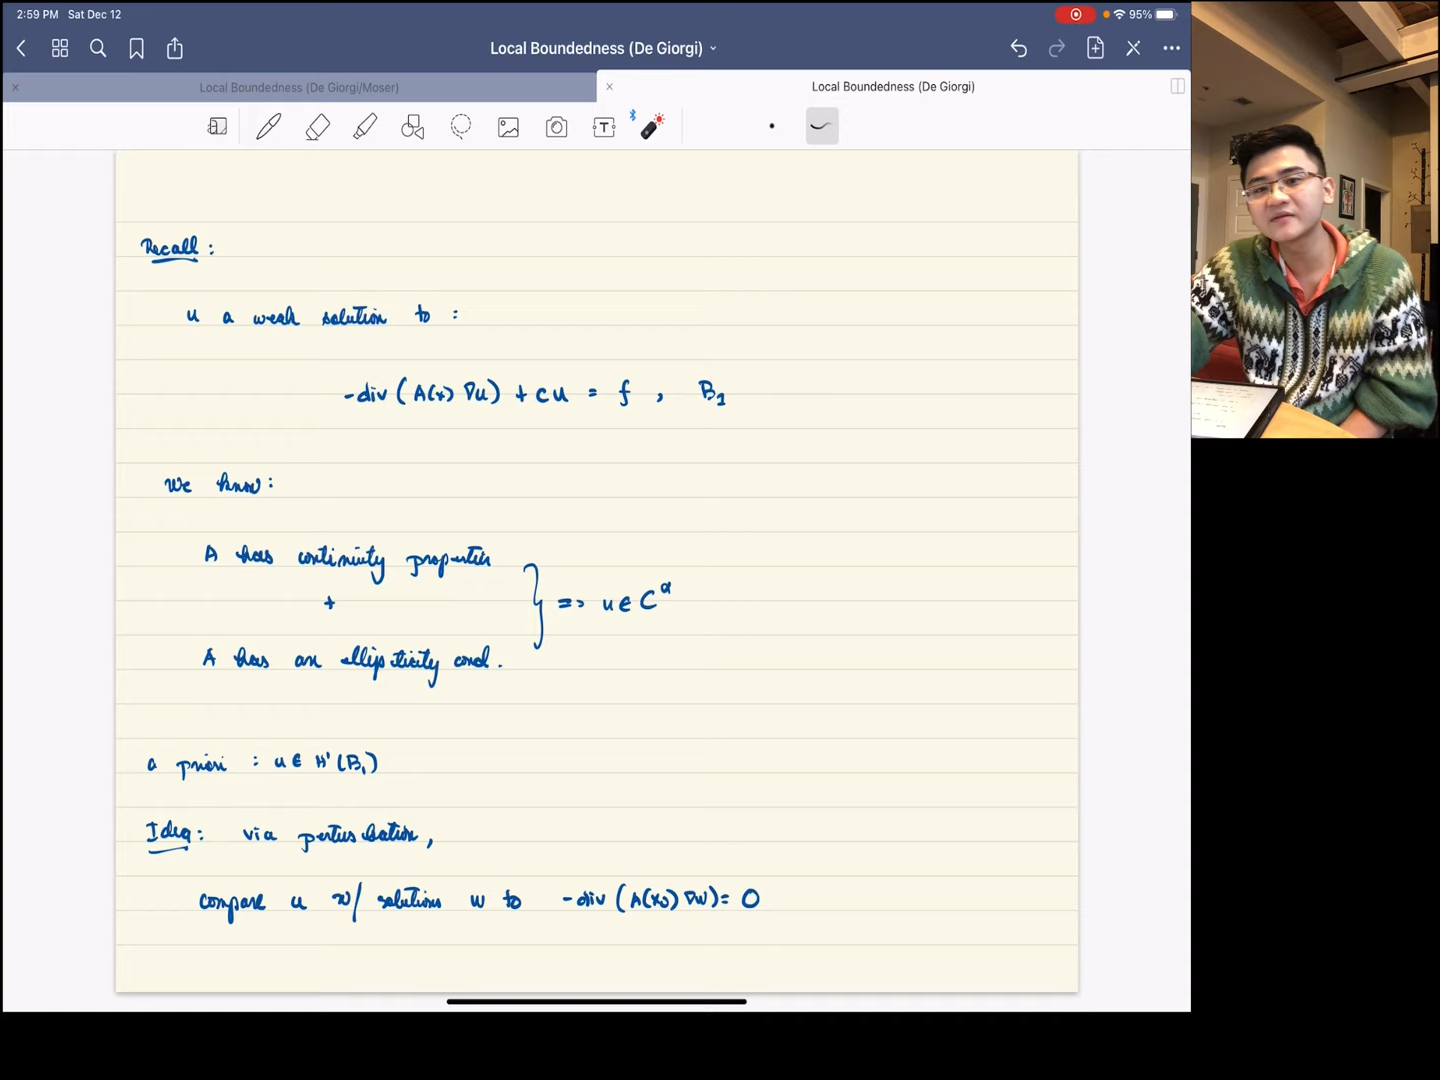 2:59 PM Sat Dec 12
95%
Local Boundedness (De Giorgi)
Local Boundedness (De Giorgi/Moser)
Local Boundedness (De Giorgi)
T
Recall:
u a weak solution to :
-div (A(x) ∇u) + cu = f , B₁
We know:
A has continuity properties
+
} => u ∈ C^α
A has an ellipticity cond.
a priori : u ∈ H¹(B₁)
Idea: via perturbation,
compare u w/ solutions w to -div (A(x₀) ∇w) = 0